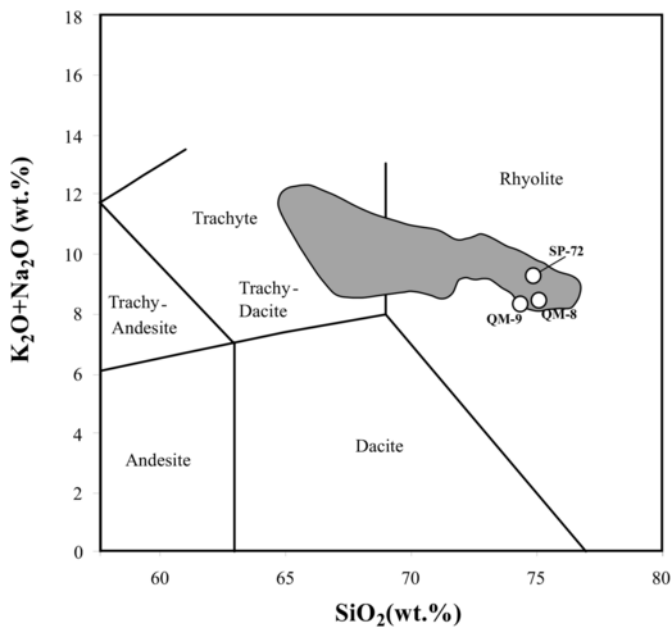 18
16
14
12
10
8
6
4
2
0
K₂O+Na₂O (wt.%)
Rhyolite
Trachyte
SP-72
Trachy-
Dacite
Trachy-
Andesite
QM-9
QM-8
Andesite
Dacite
60
65
70
75
80
SiO₂(wt.%)